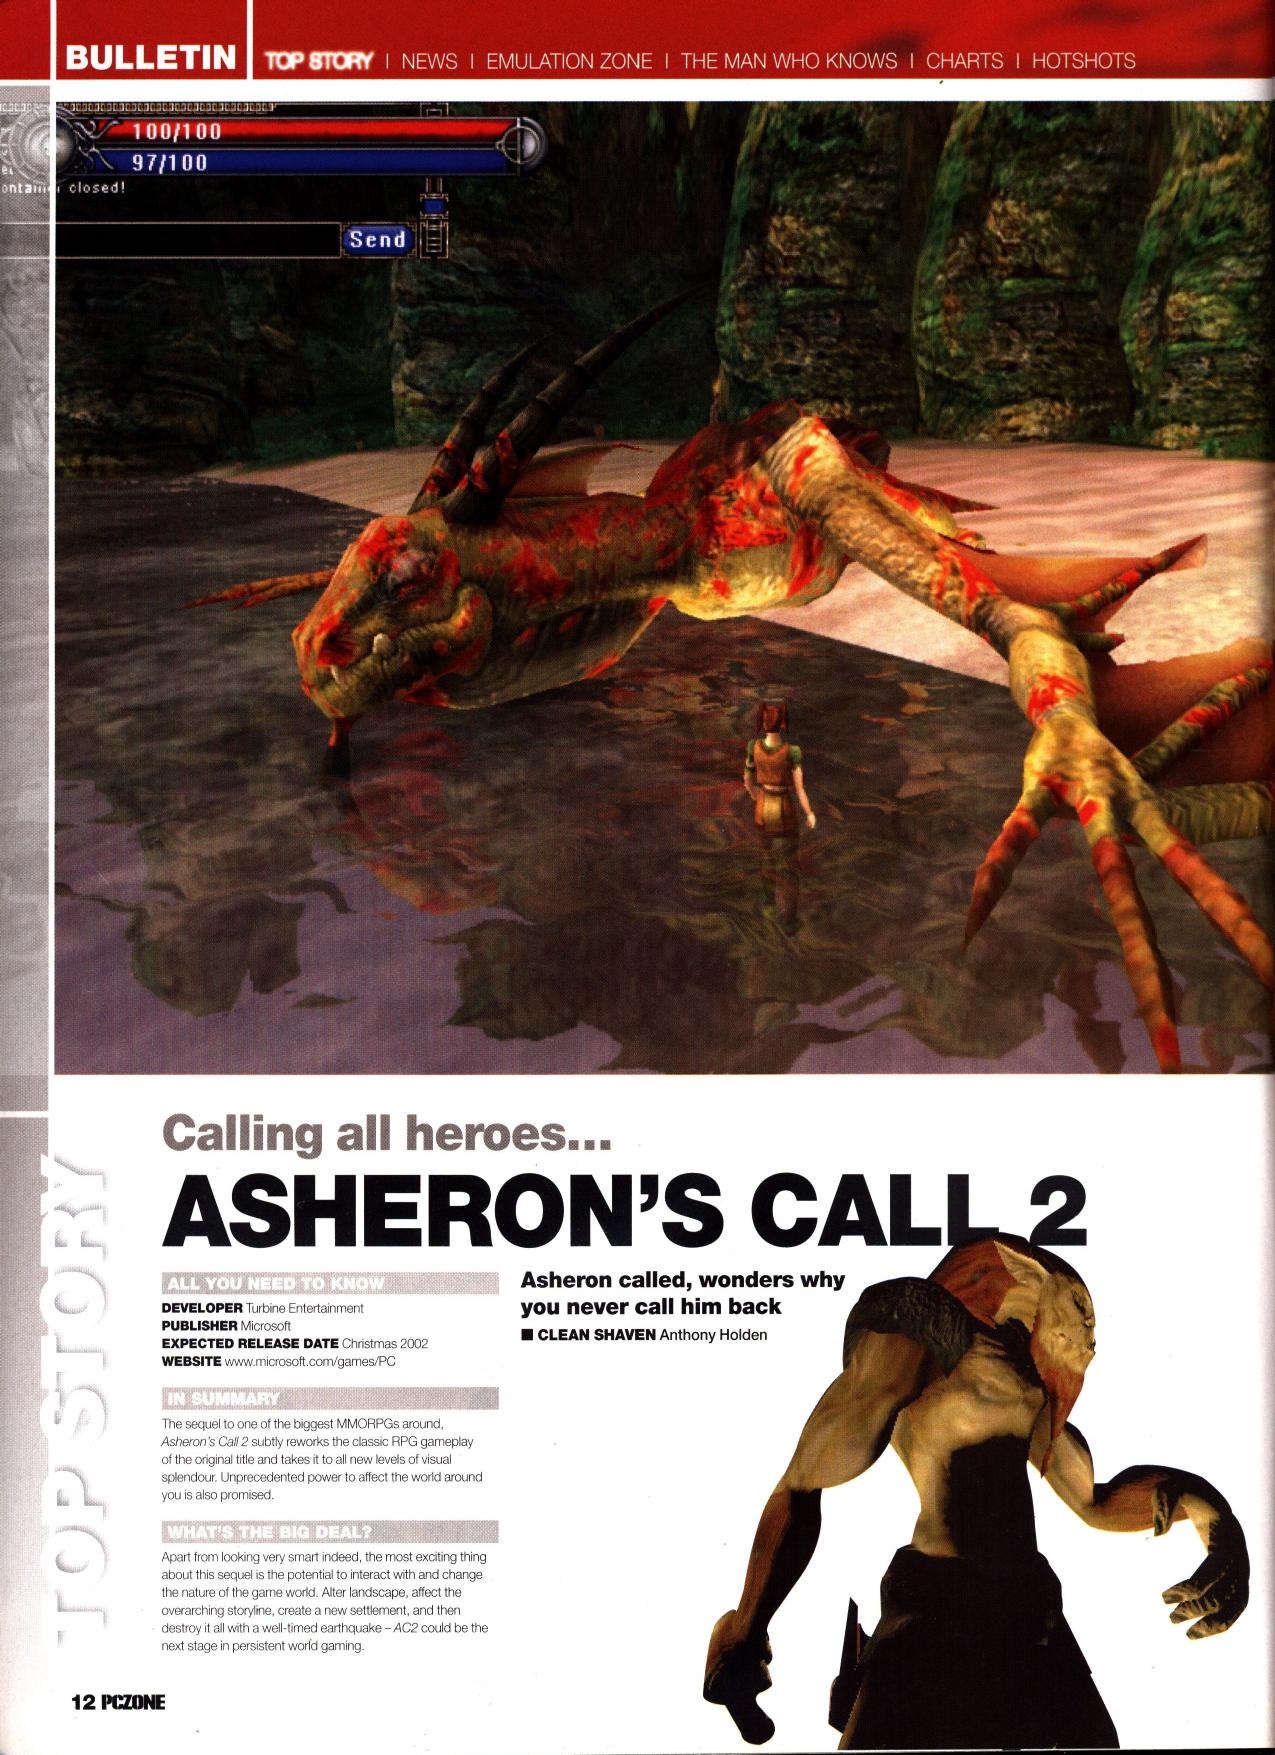 BULLETIN TOP STORY | NEWS | EMULATION ZONE | THE MAN WHO KNOWS | CHARTS | HOTSHOTS
100/100
97/100
closed!
Send
Calling all heroes...
ASHERON'S CALL 2
ALL YOU NEED TO KNOW
DEVELOPER Turbine Entertainment
PUBLISHER Microsoft
EXPECTED RELEASE DATE Christmas 2002
WEBSITE www.microsoft.com/games/PC
IN SUMMARY
The sequel to one of the biggest MMORPGs around,
Asheron's Call 2 subtly reworks the classic RPG gameplay
of the original title and takes it to all new levels of visual
splendour. Unprecedented power to affect the world around
you is also promised.
WHAT'S THE BIG DEAL?
Apart from looking very smart indeed, the most exciting thing
about this sequel is the potential to interact with and change
the nature of the game world. Alter landscape, affect the
overarching storyline, create a new settlement, and then
destroy it all with a well-timed earthquake – AC2 could be the
next stage in persistent world gaming.
Asheron called, wonders why
you never call him back
■ CLEAN SHAVEN Anthony Holden
TOP STORY
12 PCZONE